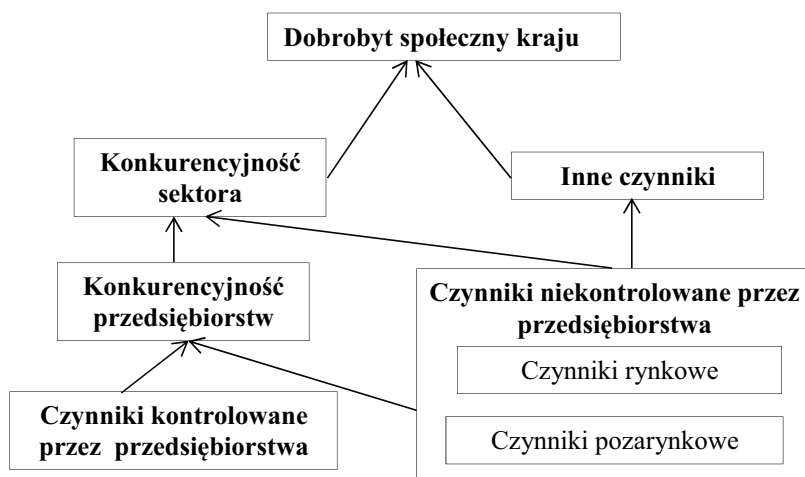 Dobrobyt społeczny kraju
Konkurencyjność
sektora
Inne czynniki
Konkurencyjność
przedsiębiorstw
Czynniki niekontrolowane przez
przedsiębiorstwa
Czynniki rynkowe
Czynniki kontrolowane
przez przedsiębiorstwa
Czynniki pozarynkowe